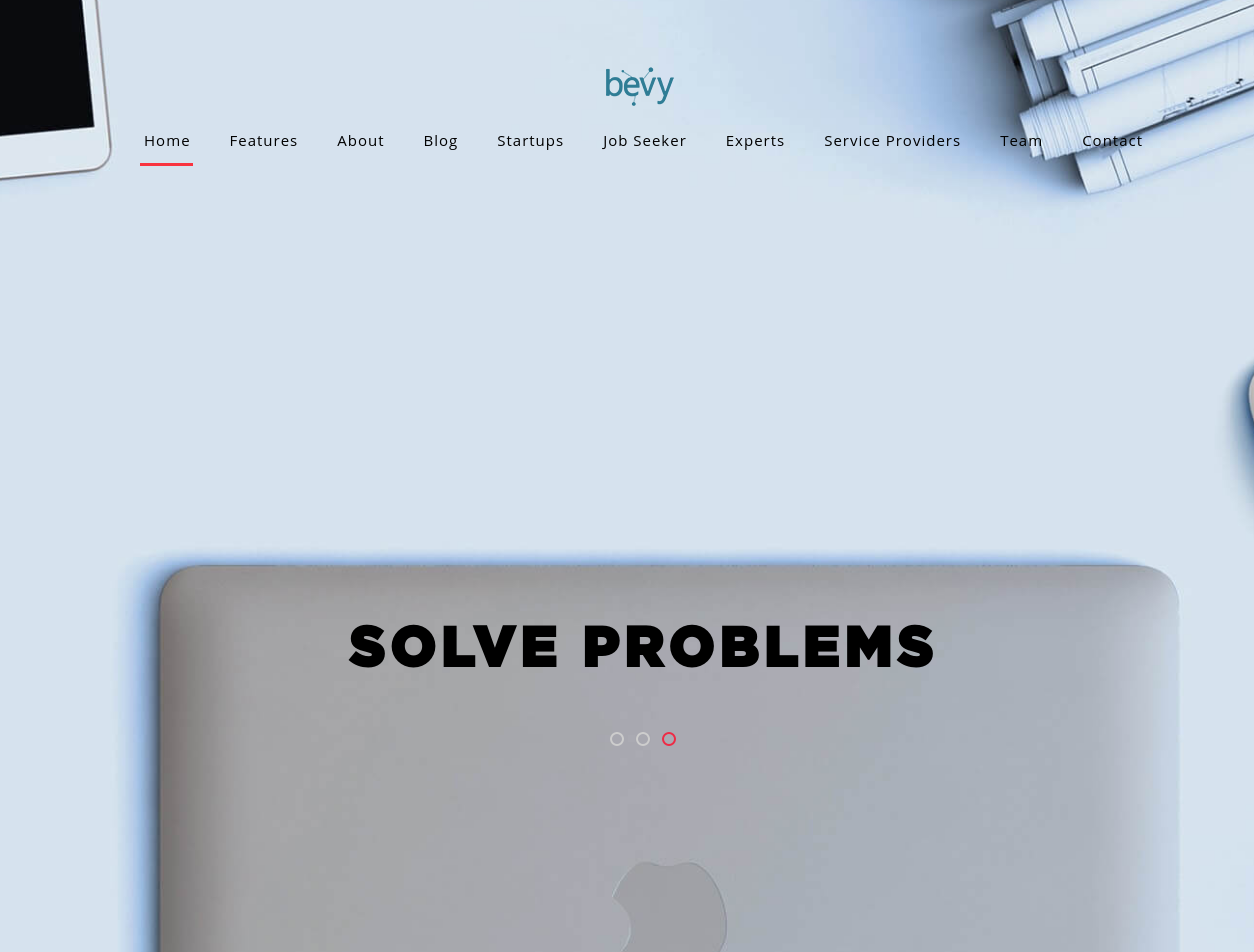 bevy
Home Features About Blog Startups Job Seeker Experts Service Providers Team Contact
SOLVE PROBLEMS